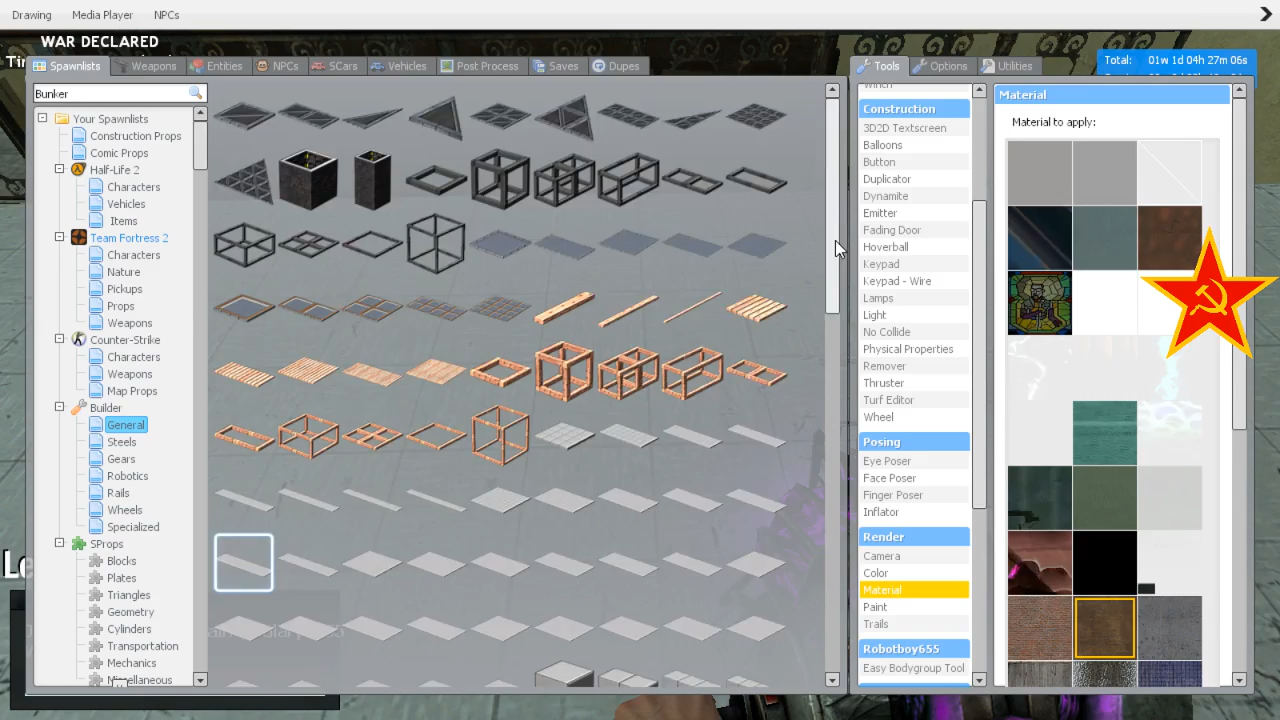 Drawing Media Player NPCs
WAR DECLARED
Spawnlists Weapons Entities NPCs SCars Vehicles Post Process Saves Dupes
Tools Options Utilities
Total: 01w 1d 04h 27m 06s
Bunker
Your Spawnlists
Construction Props
Comic Props
Half-Life 2
Characters
Vehicles
Items
Team Fortress 2
Characters
Nature
Pickups
Props
Weapons
Counter-Strike
Characters
Weapons
Map Props
Builder
General
Steels
Gears
Robotics
Rails
Wheels
Specialized
SProps
Blocks
Plates
Triangles
Geometry
Cylinders
Transportation
Mechanics
Miscellaneous
Winch
Construction
3D2D Textscreen
Balloons
Button
Duplicator
Dynamite
Emitter
Fading Door
Hoverball
Keypad
Keypad - Wire
Lamps
Light
No Collide
Physical Properties
Remover
Thruster
Turf Editor
Wheel
Posing
Eye Poser
Face Poser
Finger Poser
Inflator
Render
Camera
Color
Material
Paint
Trails
Robotboy655
Easy Bodygroup Tool
Material
Material to apply: